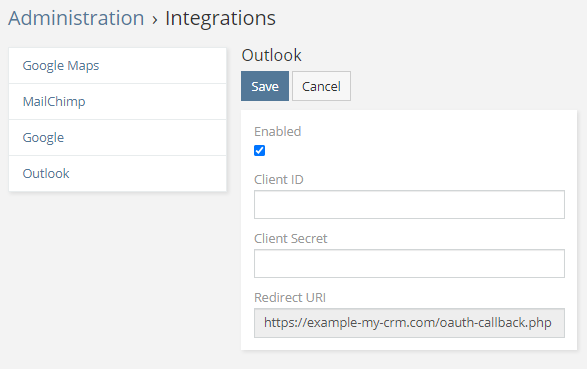 Administration › Integrations
Google Maps
MailChimp
Google
Outlook
Outlook
Save Cancel
Enabled
Client ID
Client Secret
Redirect URI
https://example-my-crm.com/oauth-callback.php